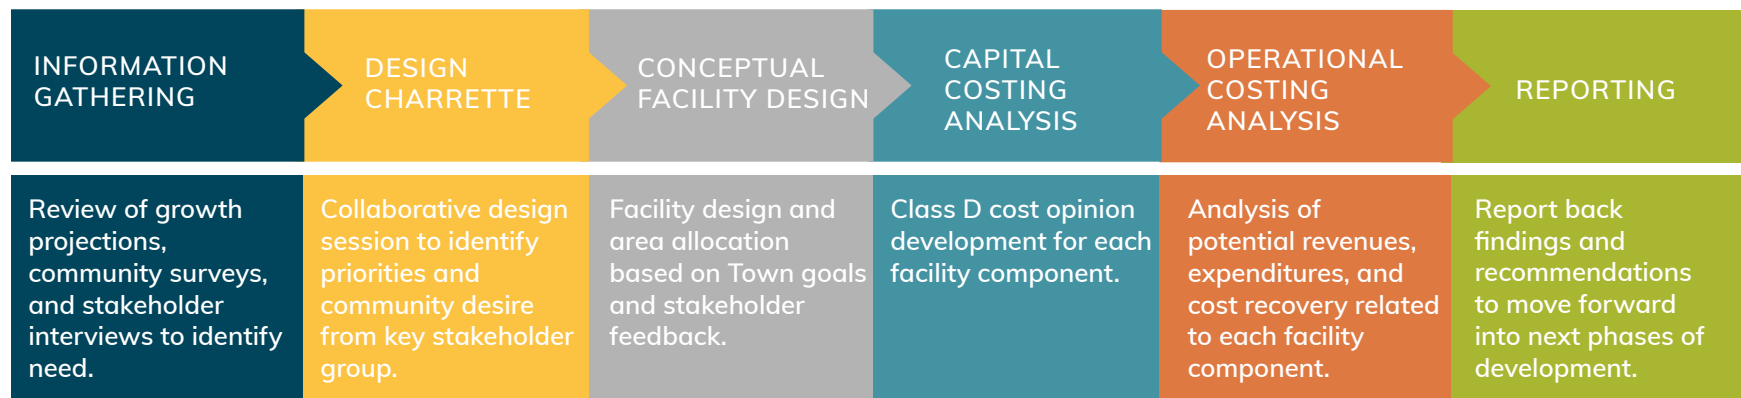 INFORMATION
GATHERING
DESIGN
CHARRETTE
CONCEPTUAL
FACILITY DESIGN
CAPITAL
COSTING
ANALYSIS
OPERATIONAL
COSTING
ANALYSIS
REPORTING
Review of growth
projections,
community surveys,
and stakeholder
interviews to identify
need.
Collaborative design
session to identify
priorities and
community desire
from key stakeholder
group.
Facility design and
area allocation
based on Town goals
and stakeholder
feedback.
Class D cost opinion
development for each
facility component.
Analysis of
potential revenues,
expenditures, and
cost recovery related
to each facility
component.
Report back
findings and
recommendations
to move forward
into next phases of
development.